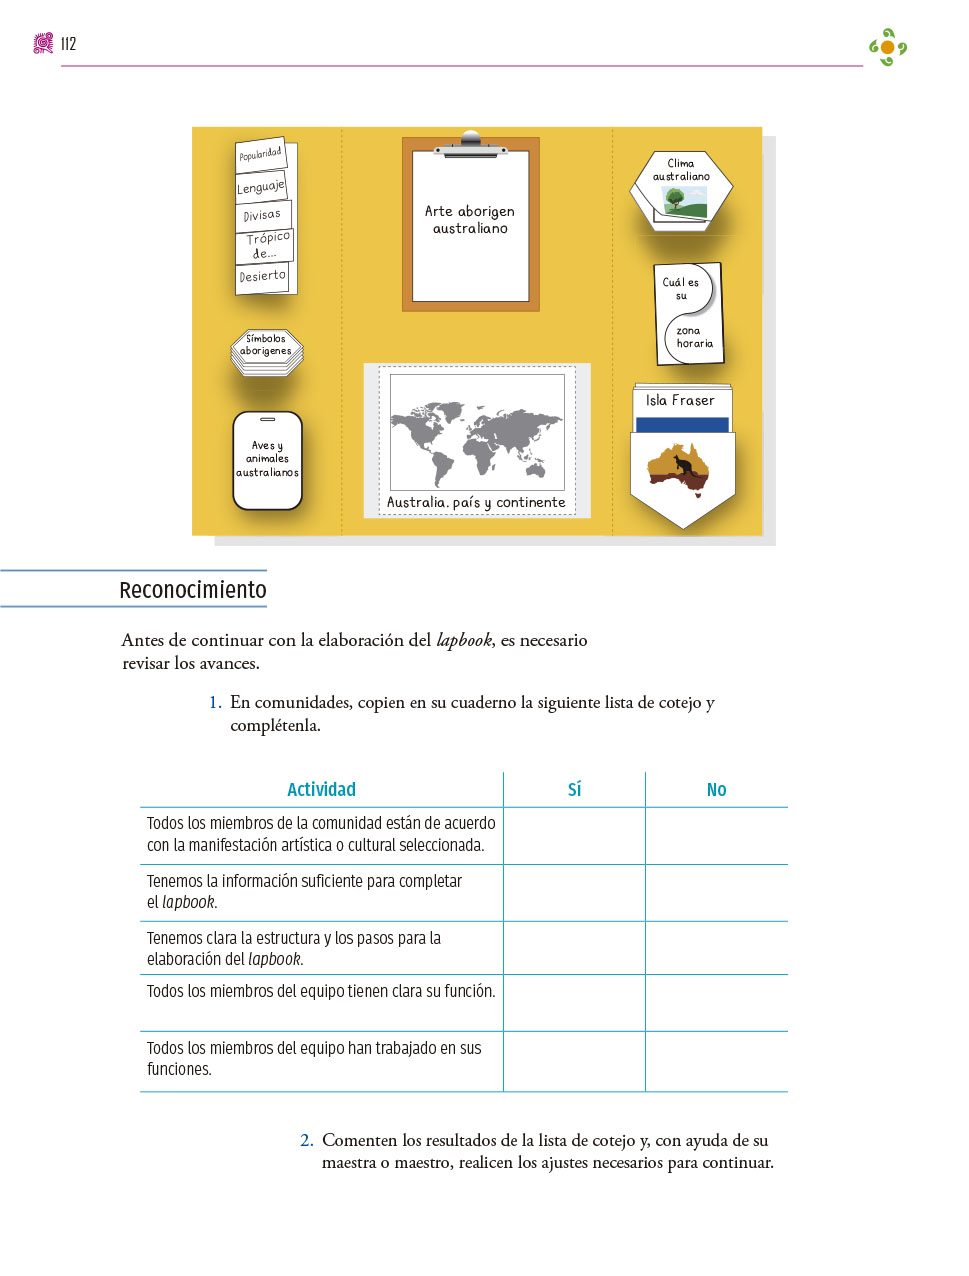 112
Popularidad
Lenguaje
Divisas
Trópico
de...
Desierto
Símbolos
aborigenes
Aves y
animales
australianos
Arte aborigen
australiano
Australia. país y continente
Clima
australiano
Cuál es
su
zona
horaria
Isla Fraser
Reconocimiento
Antes de continuar con la elaboración del lapbook, es necesario
revisar los avances.
1. En comunidades, copien en su cuaderno la siguiente lista de cotejo y
complétenla.
Actividad Sí No
Todos los miembros de la comunidad están de acuerdo
con la manifestación artística o cultural seleccionada.
Tenemos la información suficiente para completar
el lapbook.
Tenemos clara la estructura y los pasos para la
elaboración del lapbook.
Todos los miembros del equipo tienen clara su función.
Todos los miembros del equipo han trabajado en sus
funciones.
2. Comenten los resultados de la lista de cotejo y, con ayuda de su
maestra o maestro, realicen los ajustes necesarios para continuar.